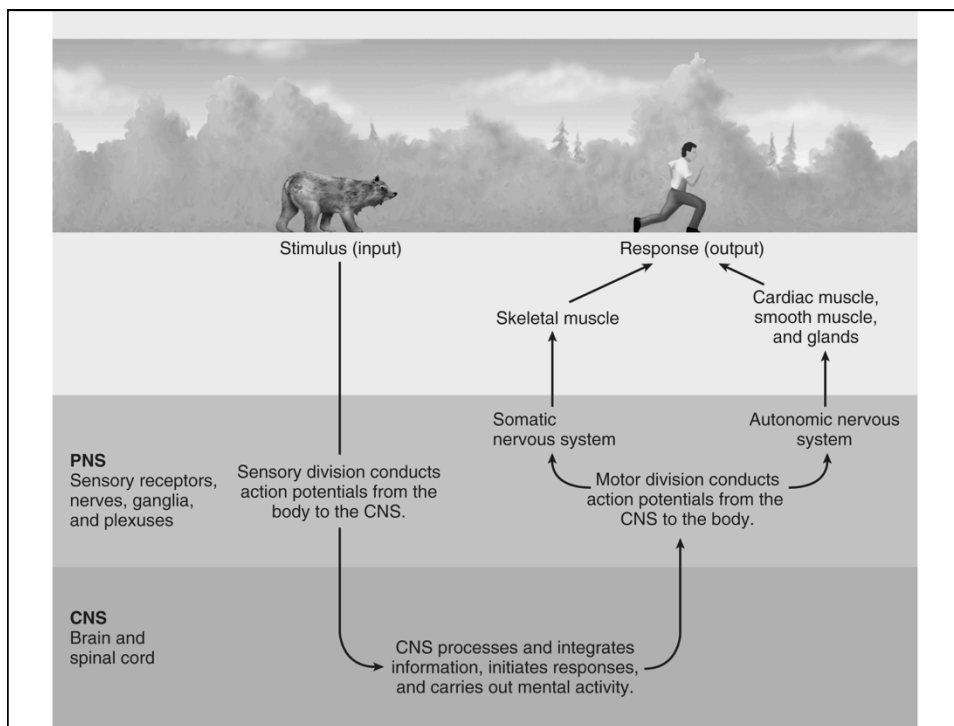 Stimulus (input)
Response (output)
Skeletal muscle
Cardiac muscle,
smooth muscle,
and glands
PNS
Sensory receptors,
nerves, ganglia,
and plexuses
Sensory division conducts
action potentials from the
body to the CNS.
Somatic
nervous system
Autonomic nervous
system
Motor division conducts
action potentials from the
CNS to the body.
CNS
Brain and
spinal cord
CNS processes and integrates
information, initiates responses,
and carries out mental activity.